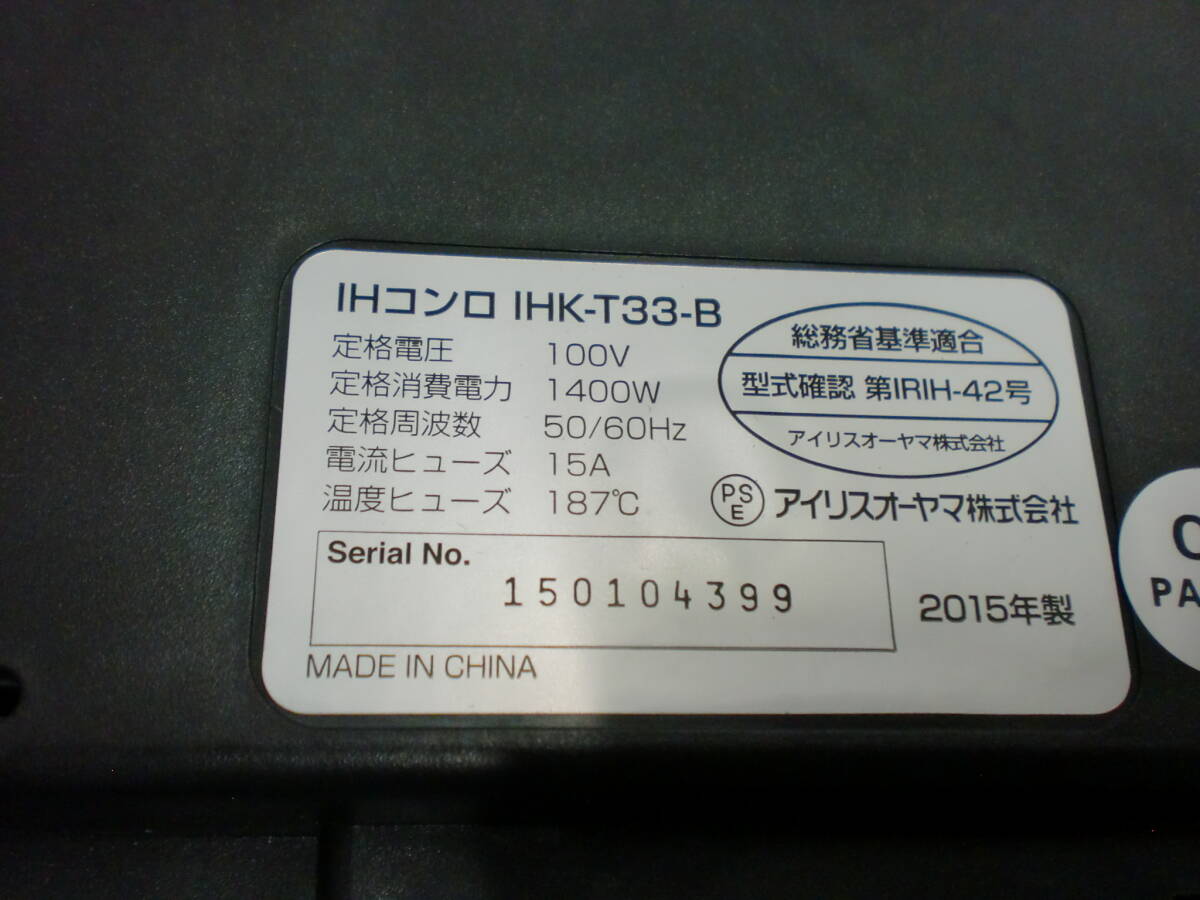 IHコンロ IHK-T33-B
定格電圧 100V
定格消費電力 1400W
定格周波数 50/60Hz
電流ヒューズ 15A
温度ヒューズ 187℃
総務省基準適合
型式確認 第IRIH-42号
アイリスオーヤマ株式会社
PSE アイリスオーヤマ株式会社
Serial No.
150104399
2015年製
MADE IN CHINA